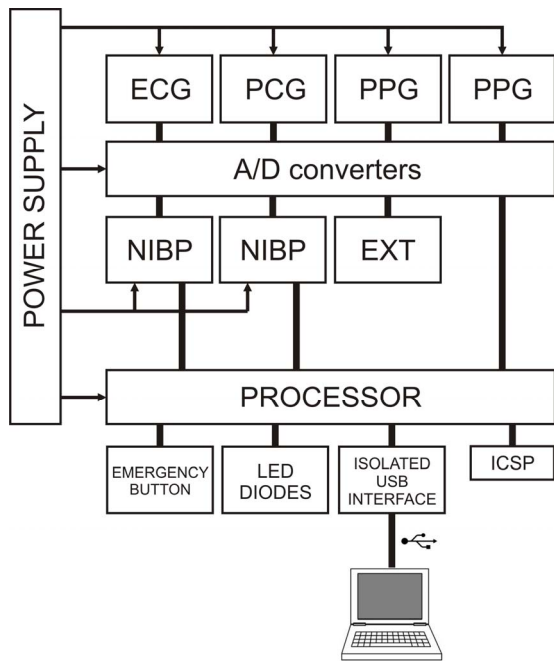 POWER SUPPLY
ECG
PCG
PPG
PPG
A/D converters
NIBP
NIBP
EXT
PROCESSOR
EMERGENCY
BUTTON
LED
DIODES
ISOLATED
USB
INTERFACE
ICSP